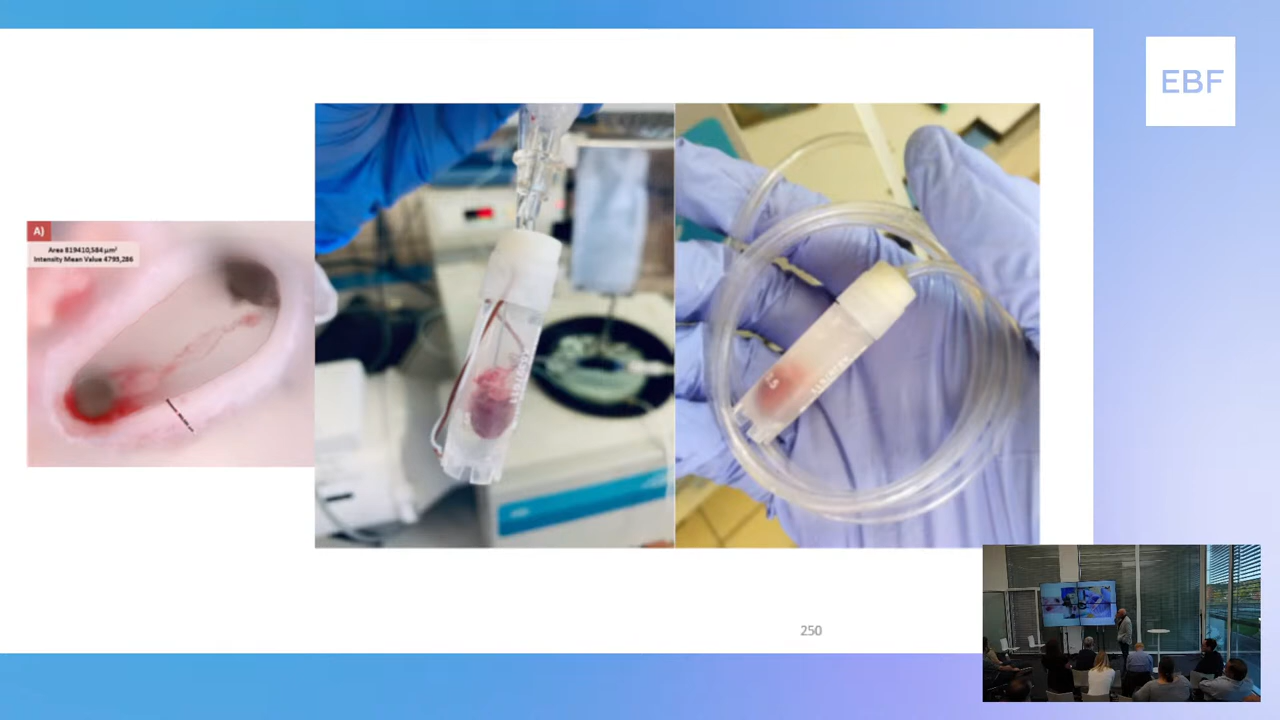 EBF
A)
Area 819410,584 µm²
Intensity Mean Value 4793,286
250